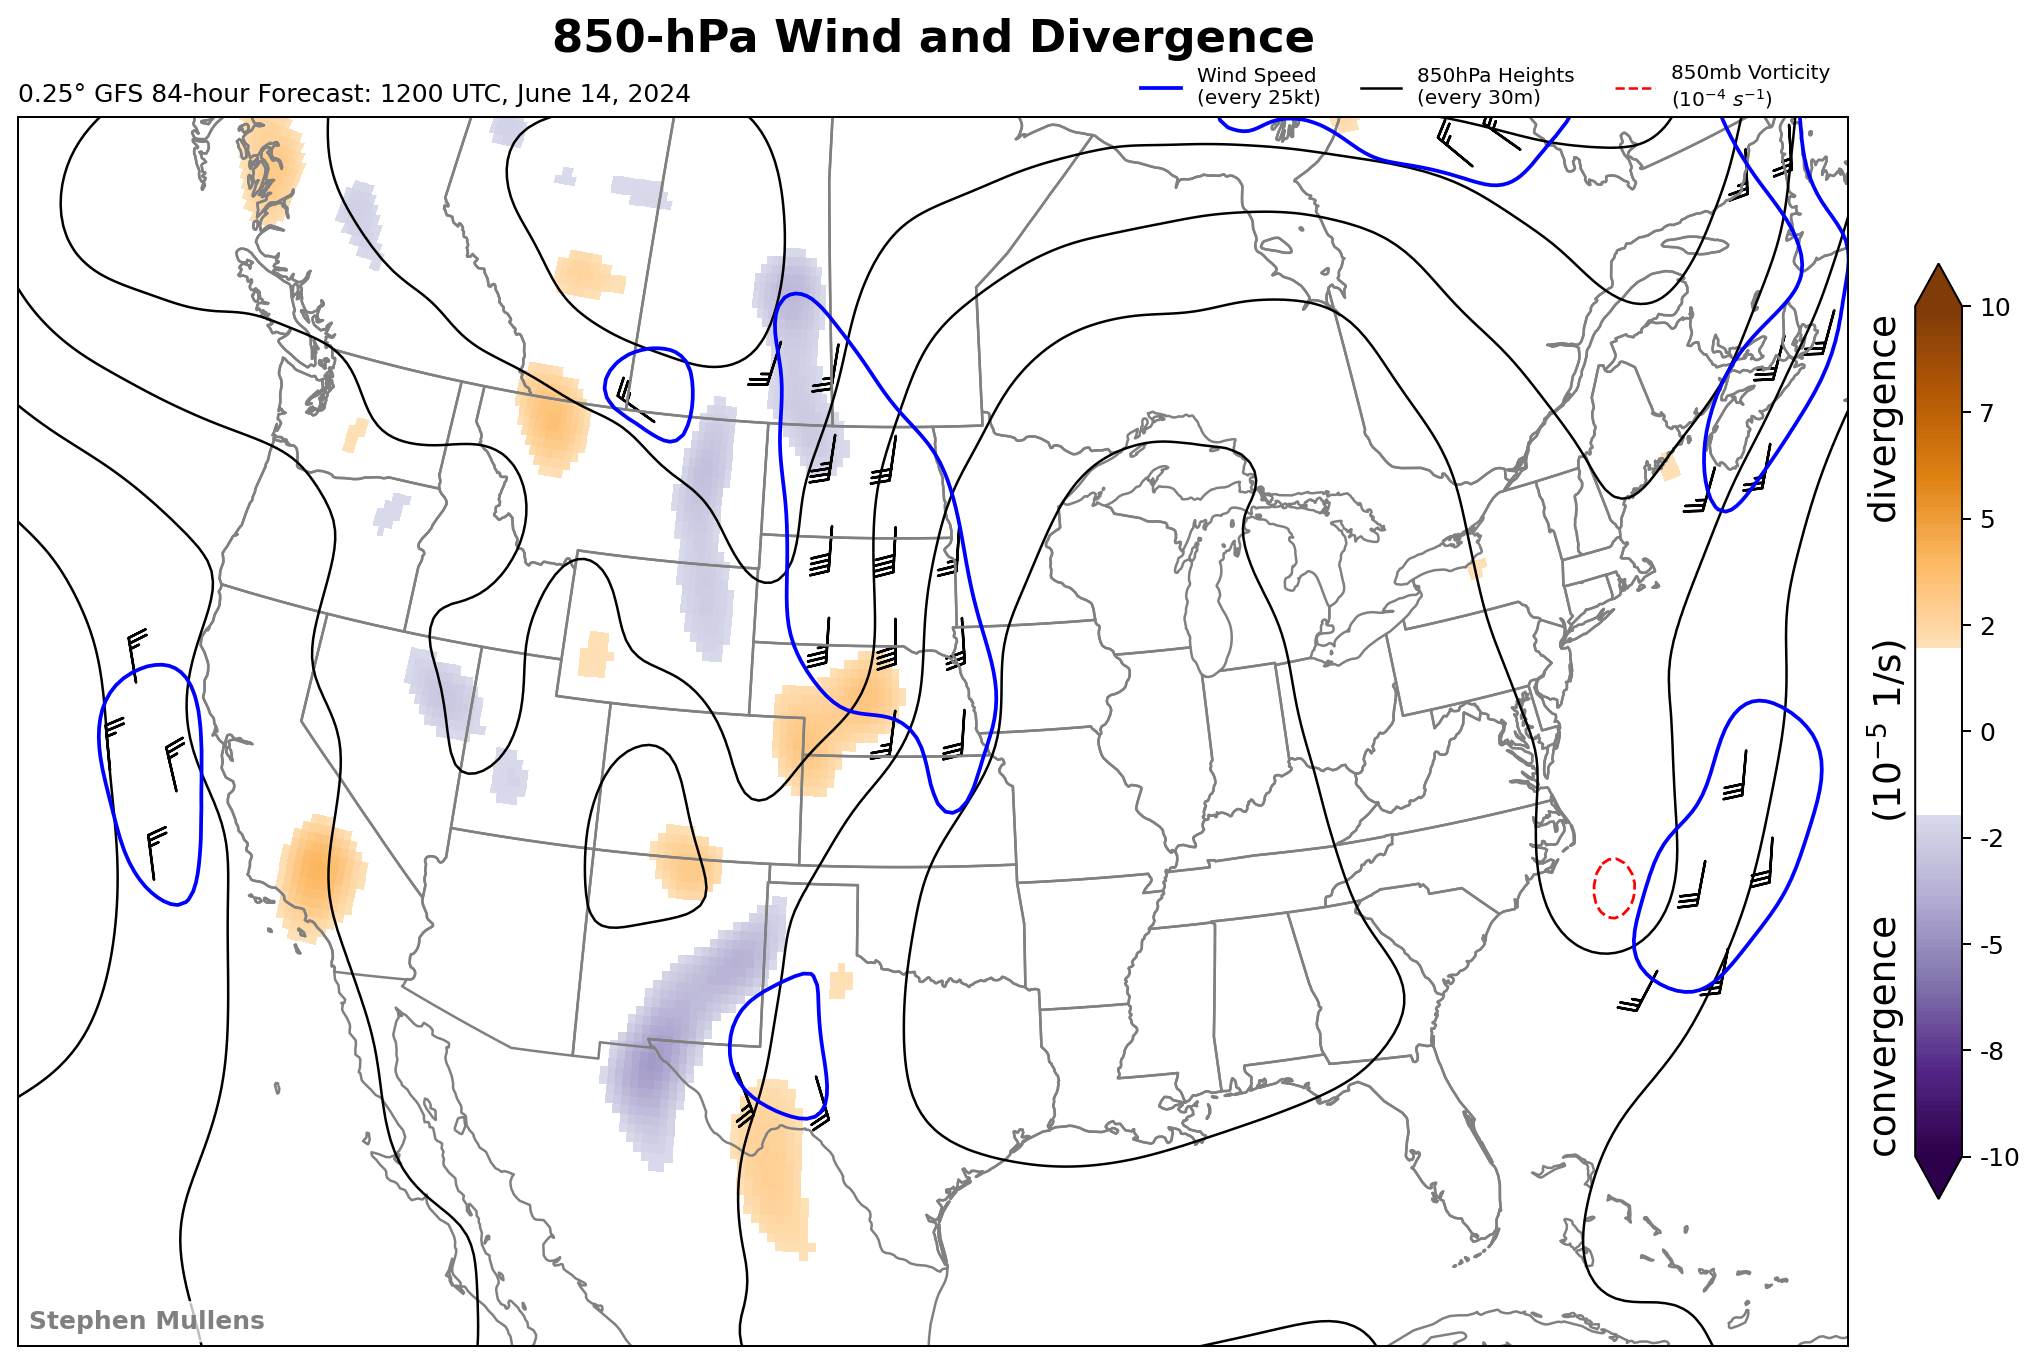 850-hPa Wind and Divergence
0.25° GFS 84-hour Forecast: 1200 UTC, June 14, 2024
Wind Speed
(every 25kt)
850hPa Heights
(every 30m)
850mb Vorticity
(10⁻⁴ s⁻¹)
10
7
5
2
0
-2
-5
-8
-10
convergence (10⁻⁵ 1/s) divergence
Stephen Mullens